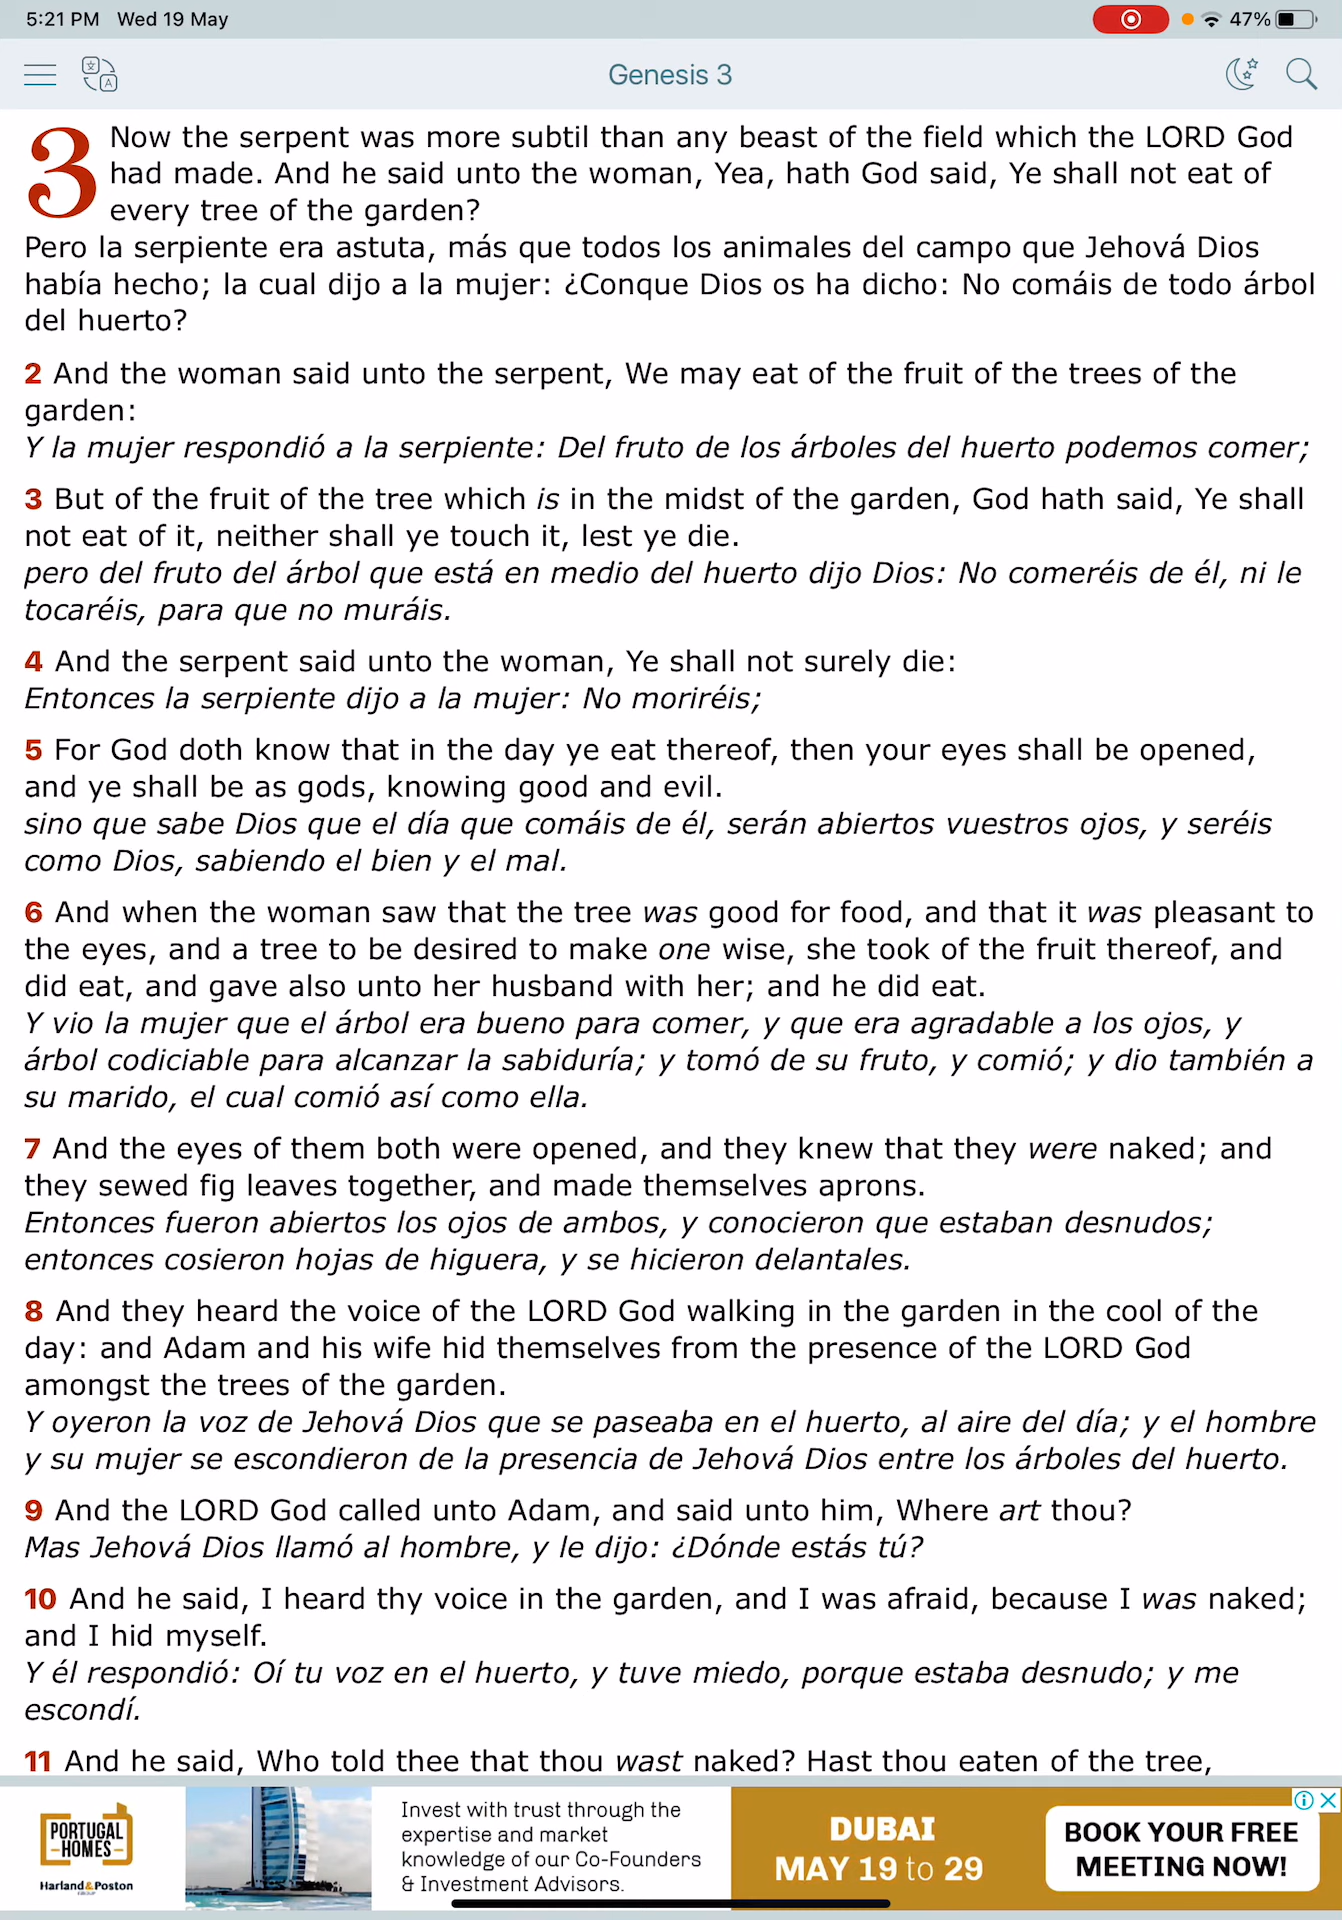 5:21 PM Wed 19 May 47%
Genesis 3
3 Now the serpent was more subtil than any beast of the field which the LORD God
had made. And he said unto the woman, Yea, hath God said, Ye shall not eat of
every tree of the garden?
Pero la serpiente era astuta, más que todos los animales del campo que Jehová Dios
había hecho; la cual dijo a la mujer: ¿Conque Dios os ha dicho: No comáis de todo árbol
del huerto?
2 And the woman said unto the serpent, We may eat of the fruit of the trees of the
garden:
Y la mujer respondió a la serpiente: Del fruto de los árboles del huerto podemos comer;
3 But of the fruit of the tree which is in the midst of the garden, God hath said, Ye shall
not eat of it, neither shall ye touch it, lest ye die.
pero del fruto del árbol que está en medio del huerto dijo Dios: No comeréis de él, ni le
tocaréis, para que no muráis.
4 And the serpent said unto the woman, Ye shall not surely die:
Entonces la serpiente dijo a la mujer: No moriréis;
5 For God doth know that in the day ye eat thereof, then your eyes shall be opened,
and ye shall be as gods, knowing good and evil.
sino que sabe Dios que el día que comáis de él, serán abiertos vuestros ojos, y seréis
como Dios, sabiendo el bien y el mal.
6 And when the woman saw that the tree was good for food, and that it was pleasant to
the eyes, and a tree to be desired to make one wise, she took of the fruit thereof, and
did eat, and gave also unto her husband with her; and he did eat.
Y vio la mujer que el árbol era bueno para comer, y que era agradable a los ojos, y
árbol codiciable para alcanzar la sabiduría; y tomó de su fruto, y comió; y dio también a
su marido, el cual comió así como ella.
7 And the eyes of them both were opened, and they knew that they were naked; and
they sewed fig leaves together, and made themselves aprons.
Entonces fueron abiertos los ojos de ambos, y conocieron que estaban desnudos;
entonces cosieron hojas de higuera, y se hicieron delantales.
8 And they heard the voice of the LORD God walking in the garden in the cool of the
day: and Adam and his wife hid themselves from the presence of the LORD God
amongst the trees of the garden.
Y oyeron la voz de Jehová Dios que se paseaba en el huerto, al aire del día; y el hombre
y su mujer se escondieron de la presencia de Jehová Dios entre los árboles del huerto.
9 And the LORD God called unto Adam, and said unto him, Where art thou?
Mas Jehová Dios llamó al hombre, y le dijo: ¿Dónde estás tú?
10 And he said, I heard thy voice in the garden, and I was afraid, because I was naked;
and I hid myself.
Y él respondió: Oí tu voz en el huerto, y tuve miedo, porque estaba desnudo; y me
escondí.
11 And he said, Who told thee that thou wast naked? Hast thou eaten of the tree,
PORTUGAL
HOMES
Harland & Poston
Invest with trust through the
expertise and market
knowledge of our Co-Founders
& Investment Advisors.
DUBAI
MAY 19 to 29
BOOK YOUR FREE
MEETING NOW!